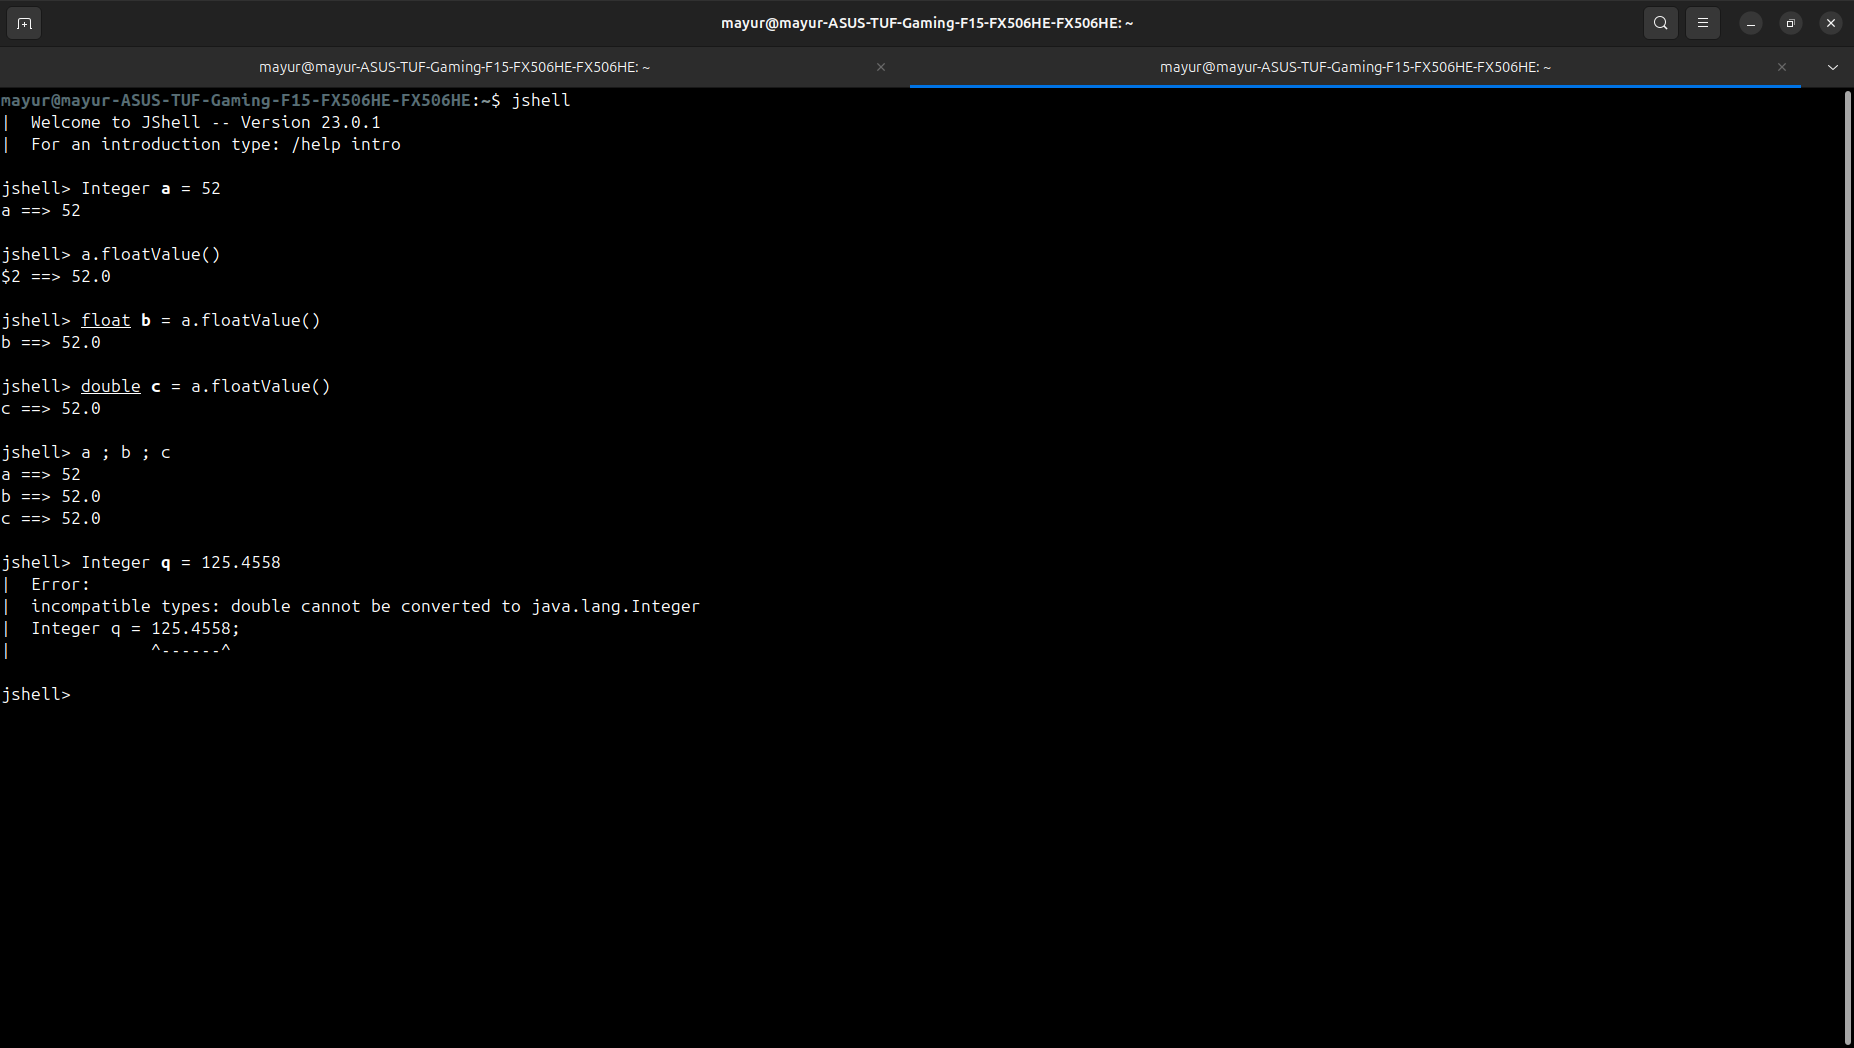 mayur@mayur-ASUS-TUF-Gaming-F15-FX506HE-FX506HE: ~
mayur@mayur-ASUS-TUF-Gaming-F15-FX506HE-FX506HE: ~
mayur@mayur-ASUS-TUF-Gaming-F15-FX506HE-FX506HE: ~
mayur@mayur-ASUS-TUF-Gaming-F15-FX506HE-FX506HE:~$ jshell
|  Welcome to JShell -- Version 23.0.1
|  For an introduction type: /help intro
jshell> Integer a = 52
a ==> 52
jshell> a.floatValue()
$2 ==> 52.0
jshell> float b = a.floatValue()
b ==> 52.0
jshell> double c = a.floatValue()
c ==> 52.0
jshell> a ; b ; c
a ==> 52
b ==> 52.0
c ==> 52.0
jshell> Integer q = 125.4558
|  Error:
|  incompatible types: double cannot be converted to java.lang.Integer
|  Integer q = 125.4558;
|              ^------^
jshell>